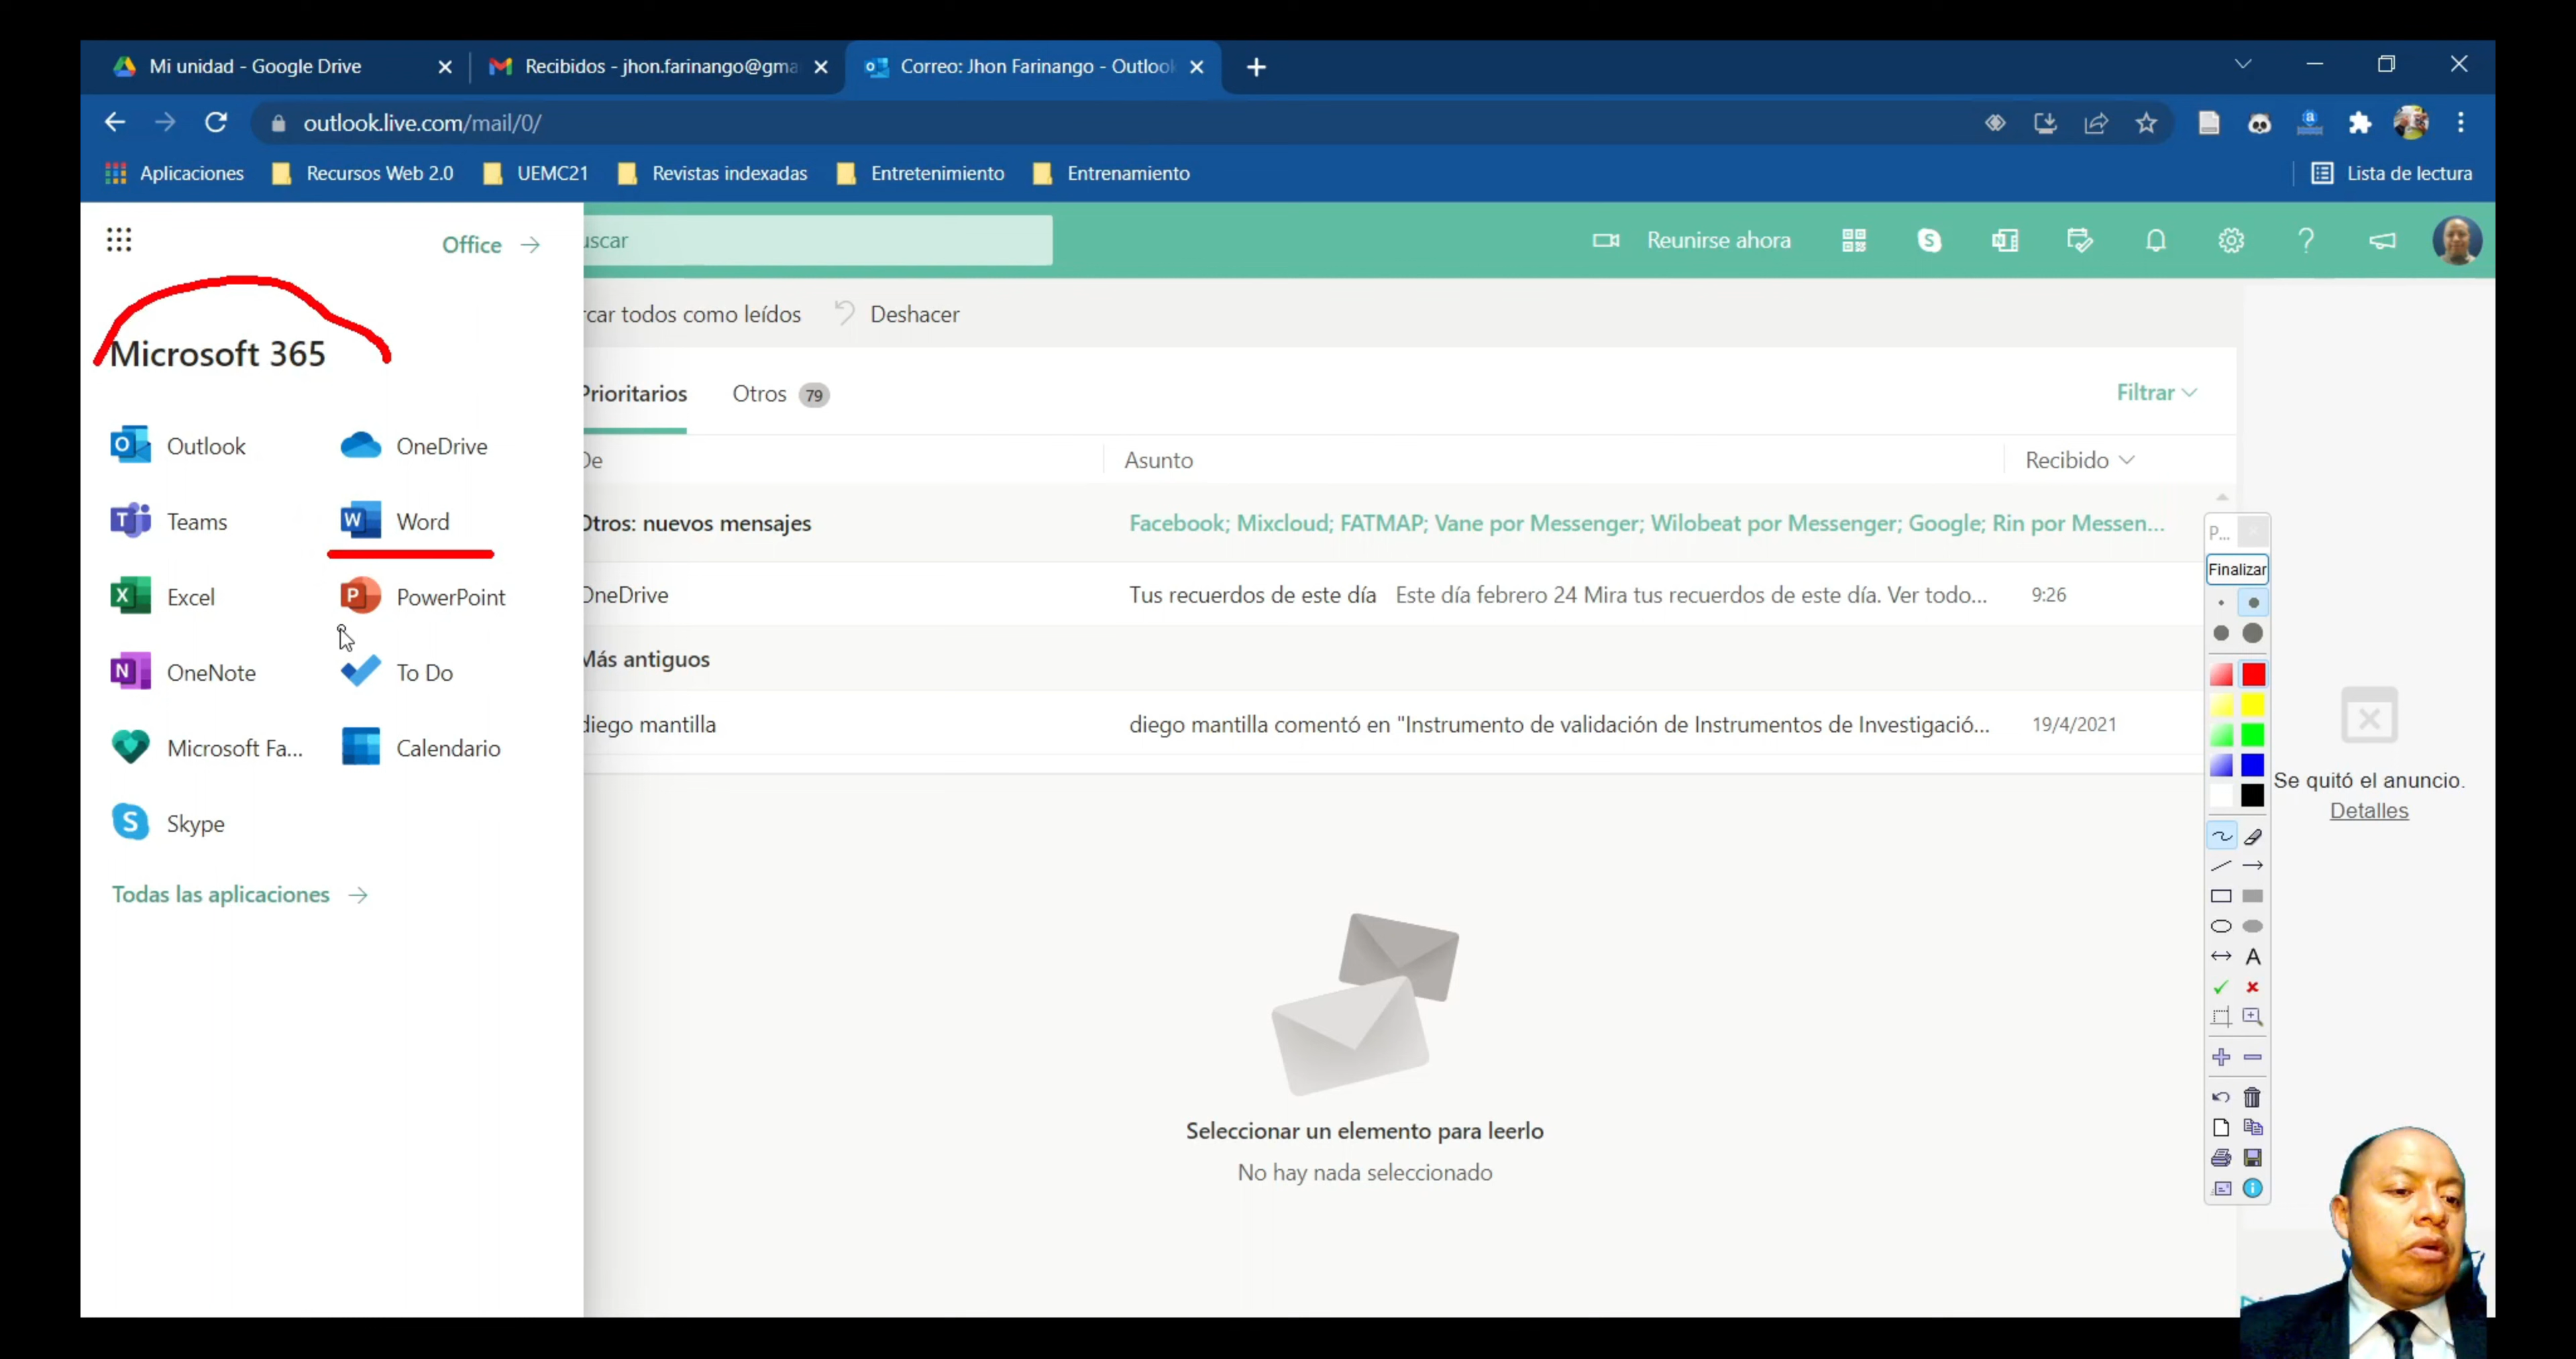 Mi unidad - Google Drive
Recibidos - jhon.farinango@gma
Correo: Jhon Farinango - Outlook
outlook.live.com/mail/0/
Aplicaciones
Recursos Web 2.0
UEMC21
Revistas indexadas
Entretenimiento
Entrenamiento
Lista de lectura
Office
uscar
Reunirse ahora
rcar todos como leídos
Deshacer
Microsoft 365
Prioritarios
Otros 79
Filtrar
Outlook
OneDrive
Teams
Word
Excel
PowerPoint
OneNote
To Do
Microsoft Fa...
Calendario
Skype
Todas las aplicaciones
De
Asunto
Recibido
Otros: nuevos mensajes
Facebook; Mixcloud; FATMAP; Vane por Messenger; Wilobeat por Messenger; Google; Rin por Messen...
OneDrive
Tus recuerdos de este día Este día febrero 24 Mira tus recuerdos de este día. Ver todo...
9:26
Más antiguos
diego mantilla
diego mantilla comentó en "Instrumento de validación de Instrumentos de Investigació...
19/4/2021
Seleccionar un elemento para leerlo
No hay nada seleccionado
P...
Finalizar
A
Se quitó el anuncio.
Detalles